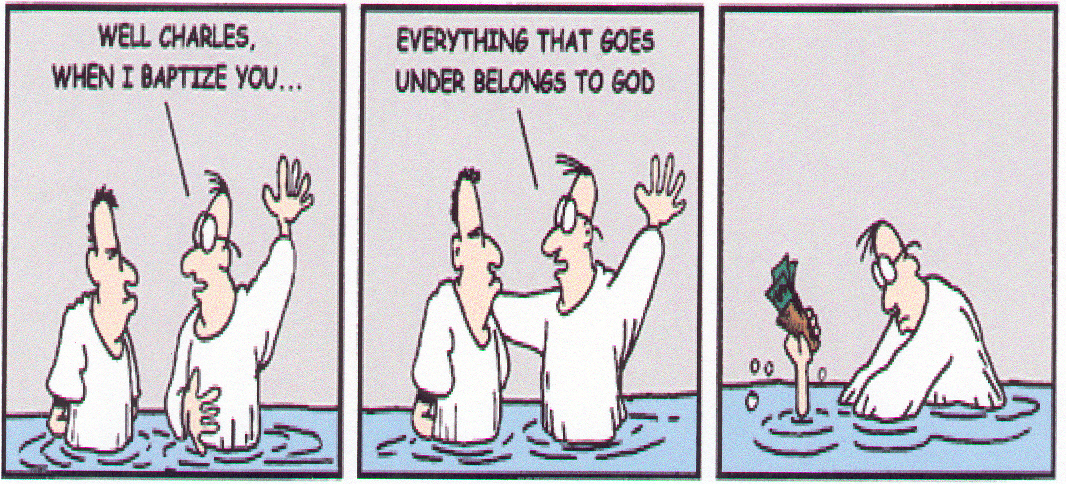 WELL CHARLES,
WHEN I BAPTIZE YOU...
EVERYTHING THAT GOES
UNDER BELONGS TO GOD